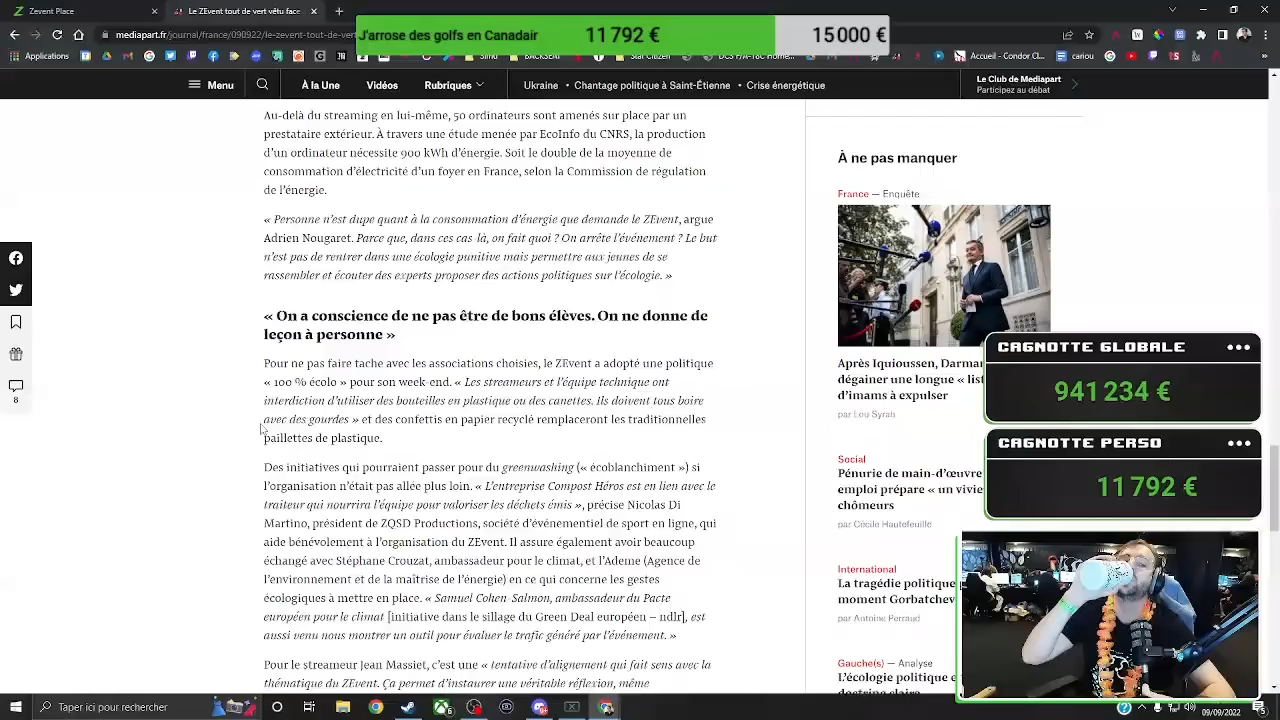 ZEvent Place
ZEvent tout de vert vêtu face
J'arrose des golfs en Canadair
11 792 €
15 000 €
Applications
Accueil - Edition
cariou
Menu
À la Une
Vidéos
Rubriques
Ukraine • Chantage politique à Saint-Étienne • Crise énergétique
Le Club de Mediapart
Participez au débat
Au-delà du streaming en lui-même, 50 ordinateurs sont amenés sur place par un
prestataire extérieur. À travers une étude menée par EcoInfo du CNRS, la production
d'un ordinateur nécessite 900 kWh d'énergie. Soit le double de la moyenne de
consommation d'électricité d'un foyer en France, selon la Commission de régulation
de l'énergie.
« Personne n'est dupe quant à la consommation d'énergie que demande le ZEvent, argue
Adrien Nougaret. Parce que, dans ces cas-là, on fait quoi ? On arrête l'événement ? Le but
est pas de rentrer dans une écologie punitive mais permettre aux jeunes de se
rassembler et écouter des experts proposer des actions politiques sur l'écologie. »
« On a conscience de ne pas être de bons élèves. On ne donne de
leçon à personne »
Pour ne pas faire tache avec les associations choisies, le ZEvent a adopté une politique
« 100 % écolo » pour son week-end. « Les streameurs et l'équipe technique ont
interdiction d'utiliser des bouteilles en plastique ou des canettes. Ils doivent tous boire
avec des gourdes » et des confettis en papier recyclé remplaceront les traditionnelles
paillettes de plastique.
Des initiatives qui pourraient passer pour du greenwashing (« écoblanchiment ») si
l'organisation n'était pas allée plus loin. « L'entreprise Compost Héros est en lien avec le
traiteur qui nourrira l'équipe pour valoriser les déchets émis », précise Nicolas Di
Martino, président de ZQSD Productions, société d'événementiel de sport en ligne, qui
aide bénévolement à l'organisation du ZEvent. Il assure également avoir beaucoup
échangé avec Stéphane Crouzat, ambassadeur pour le climat, et l'Ademe (Agence de
l'environnement et de la maîtrise de l'énergie) en ce qui concerne les gestes
écologiques à mettre en place. « Samuel Cohen-Salmon, ambassadeur du Pacte
européen pour le climat [initiative dans le sillage du Green Deal européen – ndlr], est
aussi venu nous montrer un outil pour évaluer le trafic généré par l'événement. »
Pour le streameur Jean Massiet, c'est une « tentative d'alignement qui fait sens avec la
thématique du ZEvent. Ça permet d'instaurer une véritable réflexion, même
8
À ne pas manquer
France — Enquête
Après Iquioussen, Darma
dégainer une longue « list
d'imams à expulser
par Lou Syrah
Social
Pénurie de main-d'œuvre
emploi prépare « un vivie
chômeurs
par Cécile Hautefeuille
International
La tragédie politique
moment Gorbatchev
par Antoine Perraud
Gauche(s) — Analyse
L'écologie politique e
doctrine claire
CAGNOTTE GLOBALE
941 234 €
CAGNOTTE PERSO
11 792 €
09/09/2022